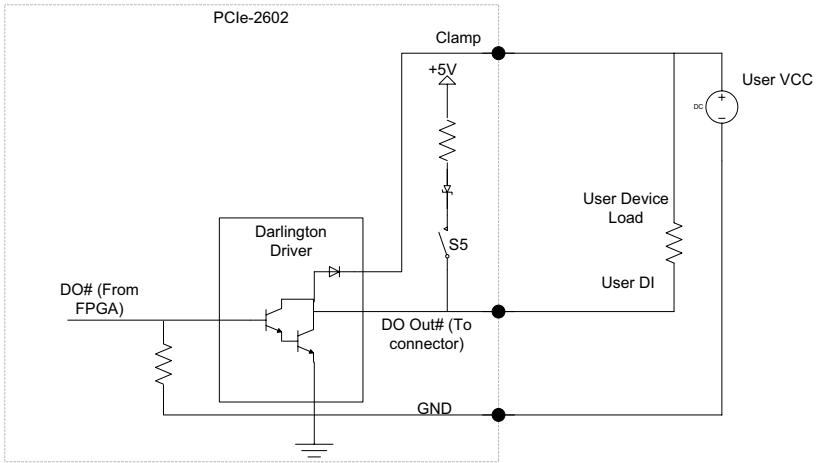 PCIe-2602
Clamp
+5V
User VCC
+
DC
−
User Device
Load
S5
Darlington
Driver
User DI
DO# (From
FPGA)
DO Out# (To
connector)
GND